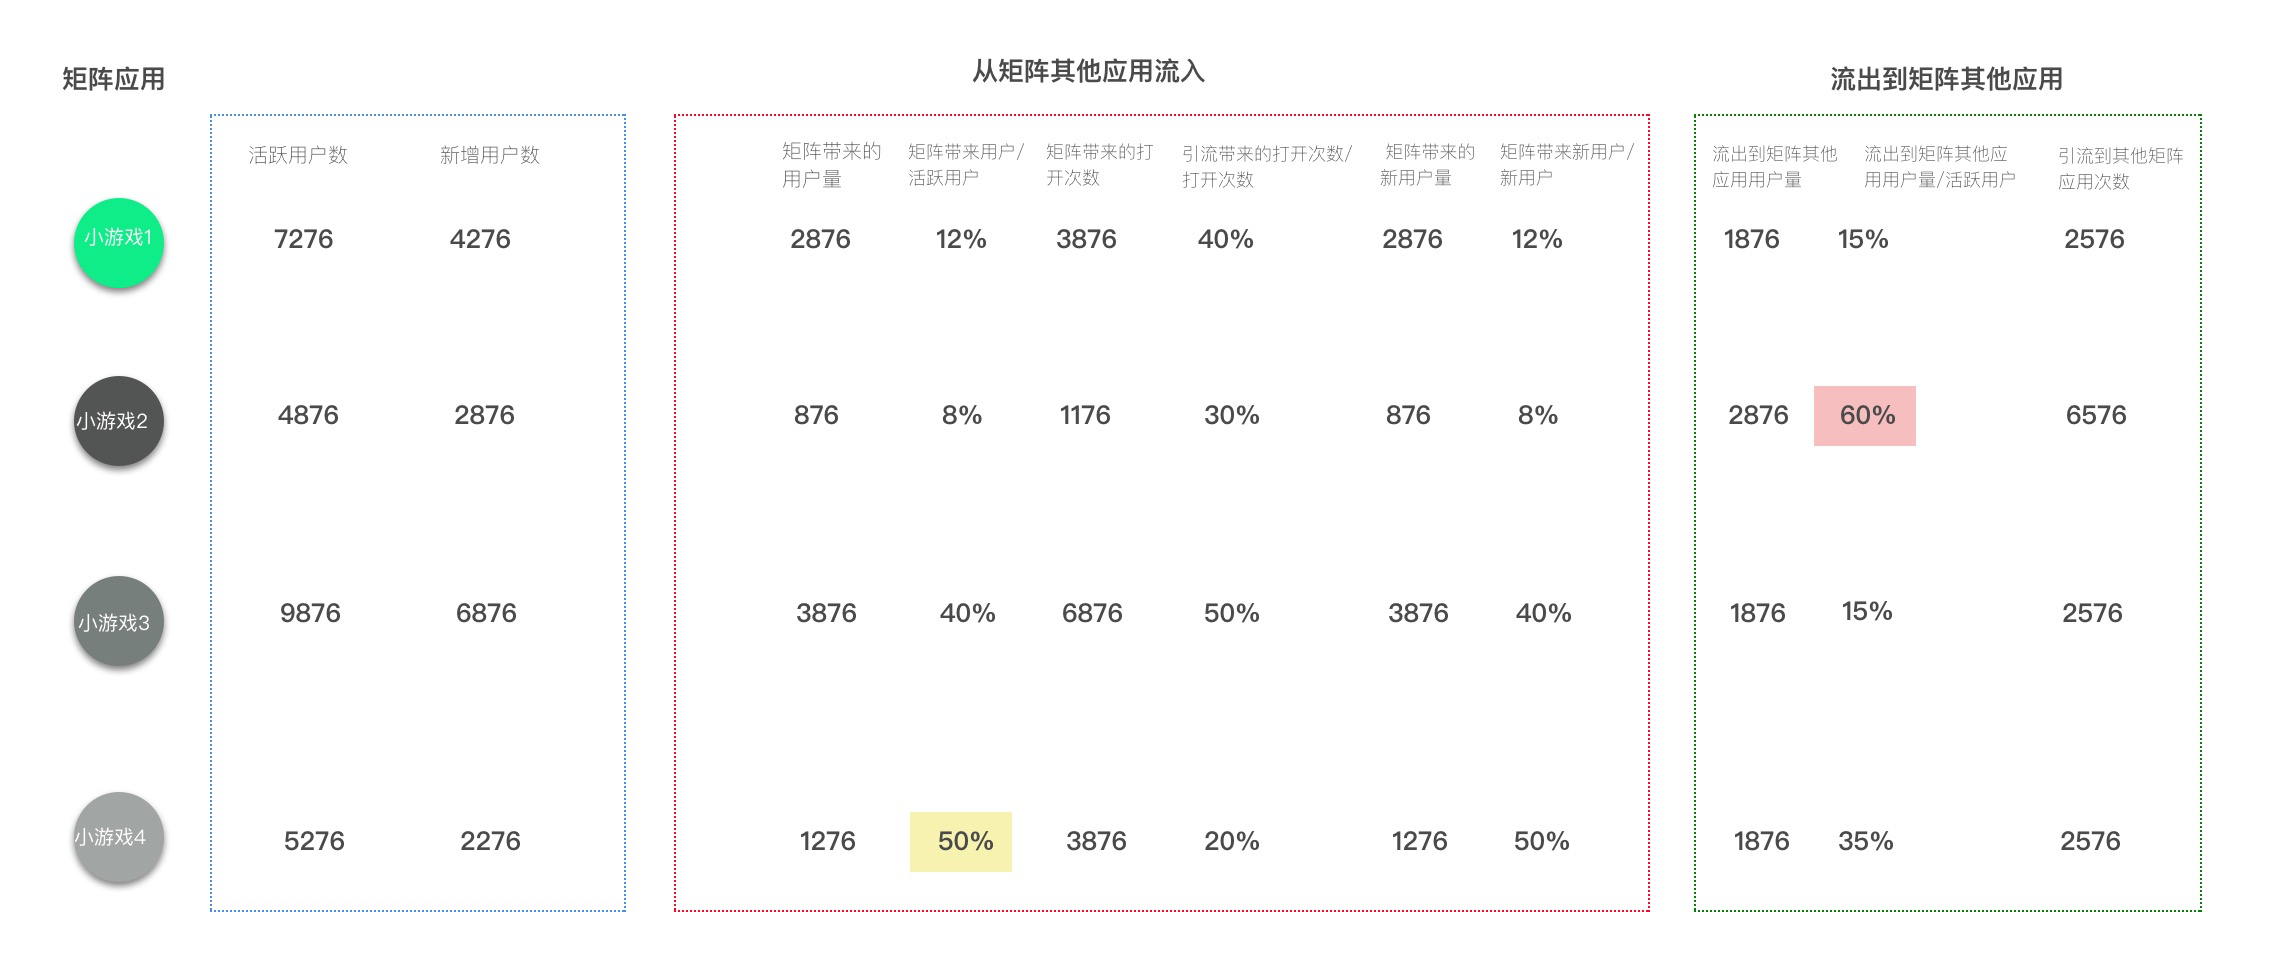 矩阵应用
从矩阵其他应用流入
流出到矩阵其他应用
活跃用户数
新增用户数
矩阵带来的
用户量
矩阵带来用户/
活跃用户
矩阵带来的打
开次数
引流带来的打开次数/
打开次数
矩阵带来的
新用户量
矩阵带来新用户/
新用户
流出到矩阵其他
应用用户量
流出到矩阵其他应
用用户量/活跃用户
引流到其他矩阵
应用次数
小游戏1
7276
4276
2876
12%
3876
40%
2876
12%
1876
15%
2576
小游戏2
4876
2876
876
8%
1176
30%
876
8%
2876
60%
6576
小游戏3
9876
6876
3876
40%
6876
50%
3876
40%
1876
15%
2576
小游戏4
5276
2276
1276
50%
3876
20%
1276
50%
1876
35%
2576